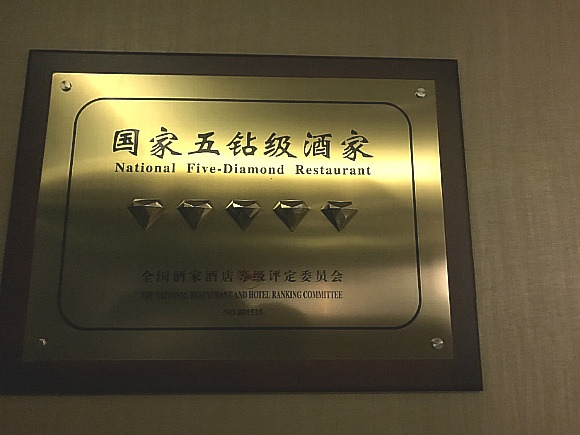 国家五钻级酒家
National Five-Diamond Restaurant
全国酒家酒店等级评定委员会
THE NATIONAL RESTAURANT AND HOTEL RANKING COMMITTEE